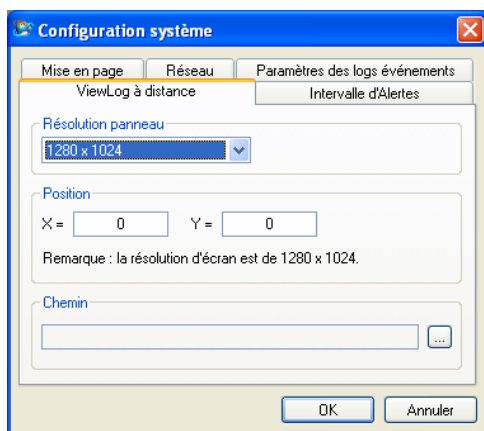 Configuration système
Mise en page Réseau Paramètres des logs événements
ViewLog à distance Intervalle d'Alertes
Résolution panneau
1280 x 1024
Position
X = 0 Y = 0
Remarque : la résolution d'écran est de 1280 x 1024.
Chemin
...
OK Annuler